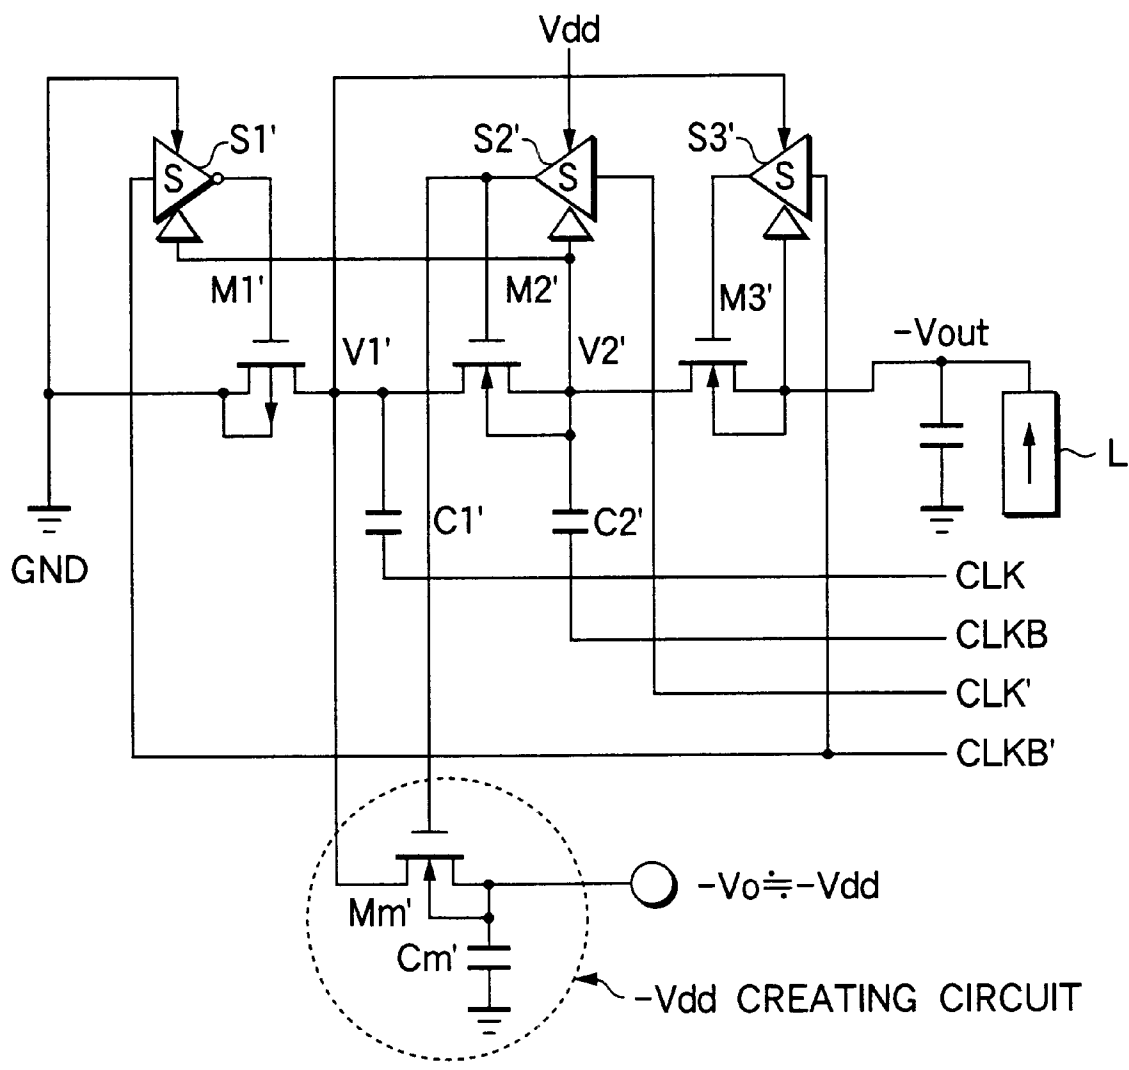 Vdd
S1'
S2'
S3'
S
S
S
M1'
M2'
M3'
V1'
V2'
-Vout
L
C1'
C2'
GND
CLK
CLKB
CLK'
CLKB'
-Vo≒-Vdd
Mm'
Cm'
-Vdd CREATING CIRCUIT